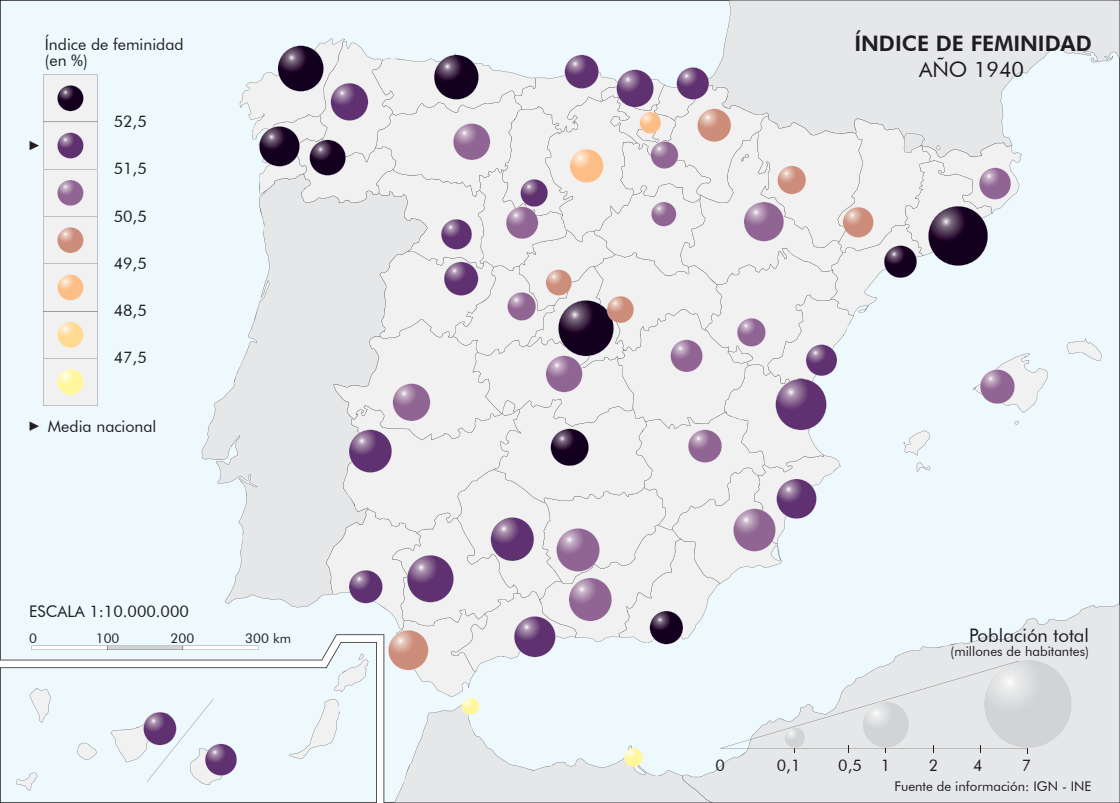 Índice de feminidad
(en %)
52,5
51,5
50,5
49,5
48,5
47,5
► Media nacional
ÍNDICE DE FEMINIDAD
AÑO 1940
ESCALA 1:10.000.000
0 100 200 300 km
Población total
(millones de habitantes)
0 0,1 0,5 1 2 4 7
Fuente de información: IGN - INE